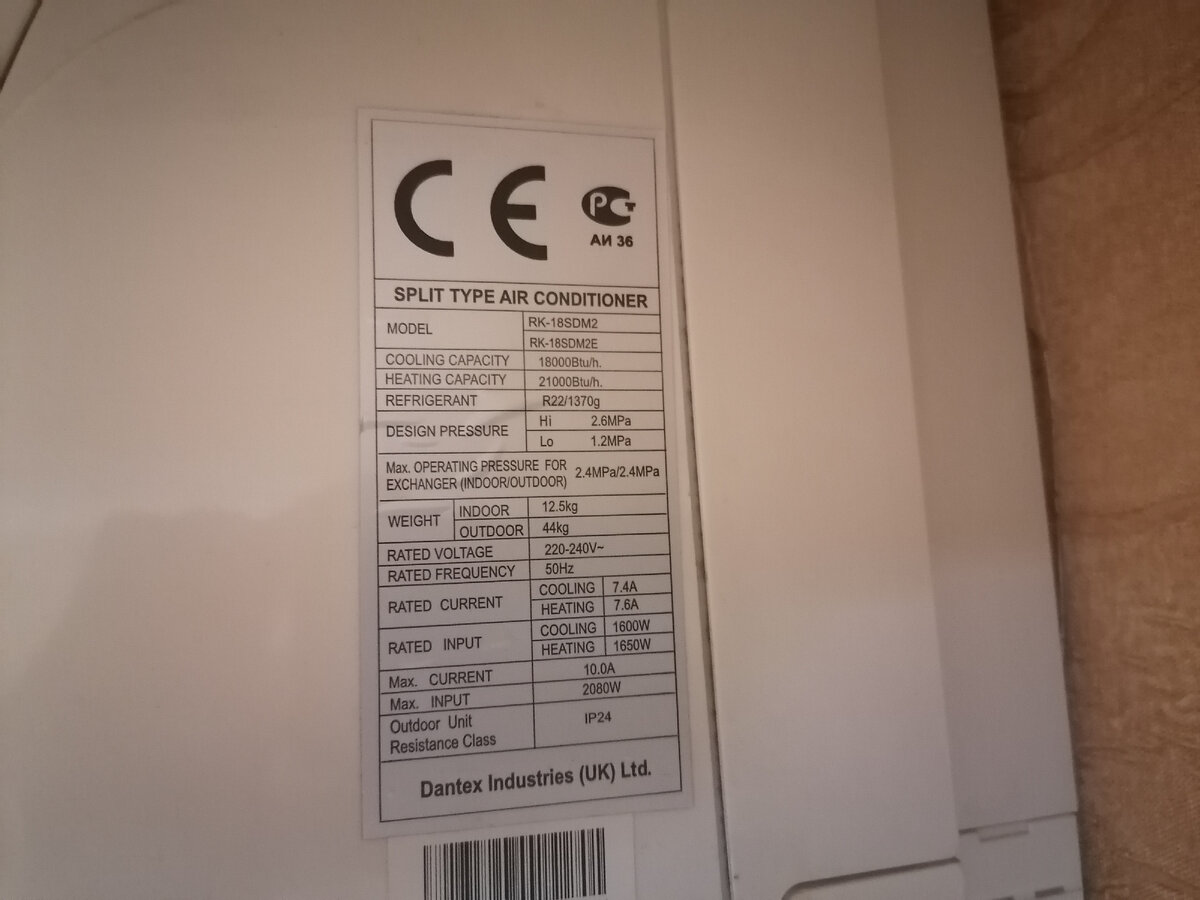 CE
РСТ
АИ 36
SPLIT TYPE AIR CONDITIONER
MODEL
RK-18SDM2
RK-18SDM2E
COOLING CAPACITY 18000Btu/h.
HEATING CAPACITY 21000Btu/h.
REFRIGERANT R22/1370g
DESIGN PRESSURE
Hi 2.6MPa
Lo 1.2MPa
Max. OPERATING PRESSURE FOR
EXCHANGER (INDOOR/OUTDOOR) 2.4MPa/2.4MPa
WEIGHT
INDOOR 12.5kg
OUTDOOR 44kg
RATED VOLTAGE 220-240V~
RATED FREQUENCY 50Hz
RATED CURRENT
COOLING 7.4A
HEATING 7.6A
RATED INPUT
COOLING 1600W
HEATING 1650W
Max. CURRENT 10.0A
Max. INPUT 2080W
Outdoor Unit
Resistance Class IP24
Dantex Industries (UK) Ltd.